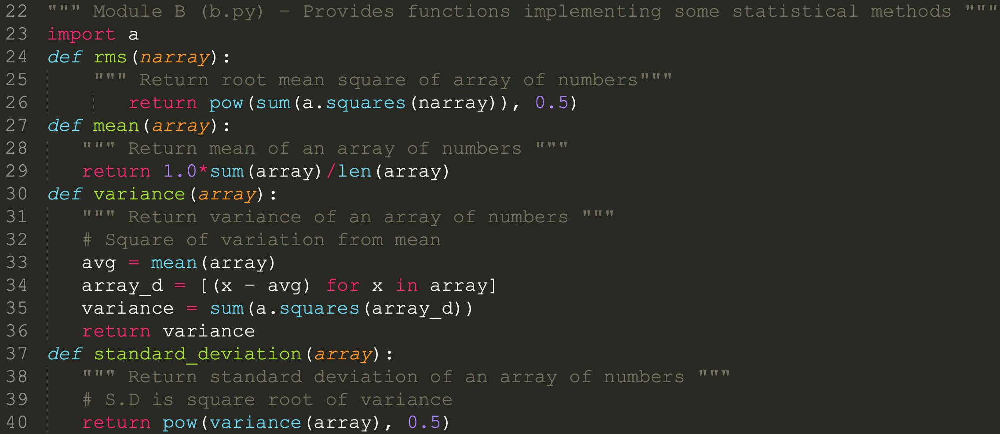 22 """ Module B (b.py) – Provides functions implementing some statistical methods """
23 import a
24 def rms(narray):
25     """ Return root mean square of array of numbers"""
26        return pow(sum(a.squares(narray)), 0.5)
27 def mean(array):
28    """ Return mean of an array of numbers """
29    return 1.0*sum(array)/len(array)
30 def variance(array):
31    """ Return variance of an array of numbers """
32    # Square of variation from mean
33    avg = mean(array)
34    array_d = [(x – avg) for x in array]
35    variance = sum(a.squares(array_d))
36    return variance
37 def standard_deviation(array):
38    """ Return standard deviation of an array of numbers """
39    # S.D is square root of variance
40    return pow(variance(array), 0.5)